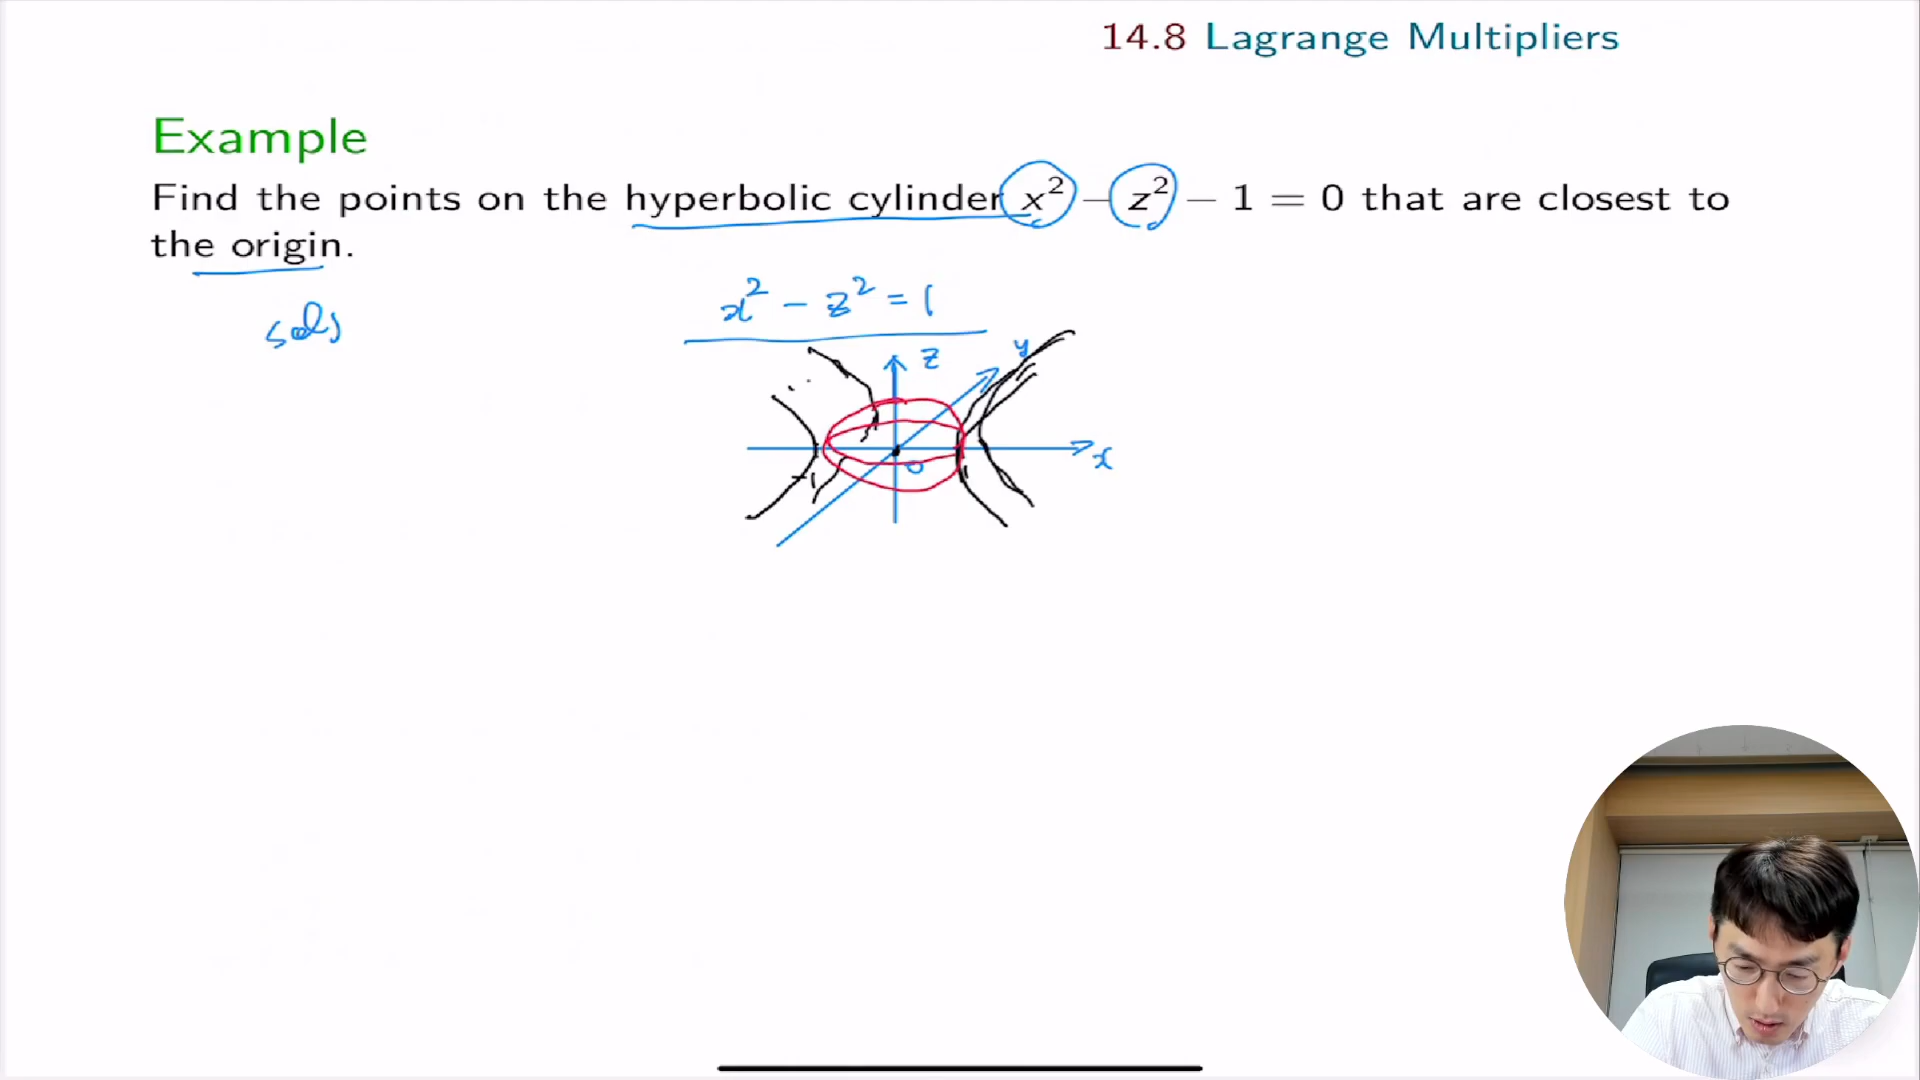 14.8 Lagrange Multipliers
Example
Find the points on the hyperbolic cylinder x² − z² − 1 = 0 that are closest to
the origin.
x² − z² = 1
z
y
0
x
-1